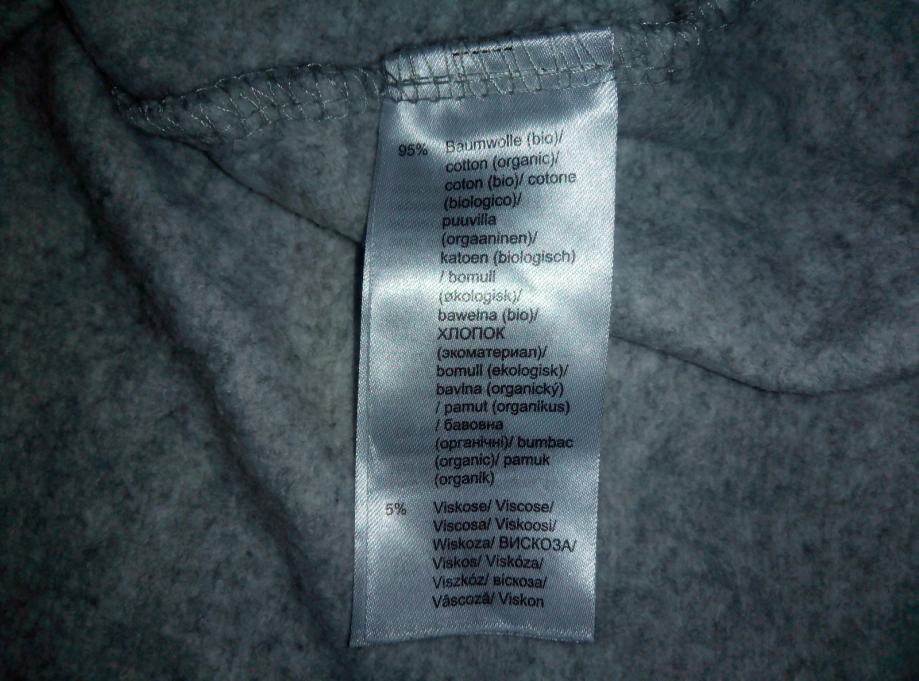 95% Baumwolle (bio)/
cotton (organic)/
coton (bio)/ cotone
(biologico)/
puuvilla
(orgaaninen)/
katoen (biologisch)
/ bomull
(økologisk)/
bawełna (bio)/
ХЛОПОК
(экоматериал)/
bomull (ekologisk)/
bavlna (organický)
/ pamut (organikus)
/ бавовна
(органічні)/ bumbac
(organic)/ pamuk
(organik)
5% Viskose/ Viscose/
Viscosa/ Viskoosi/
Wiskoza/ ВИСКОЗА/
Viskos/ Viskóza/
Viszkóz/ віскоза/
Vâscoză/ Viskon